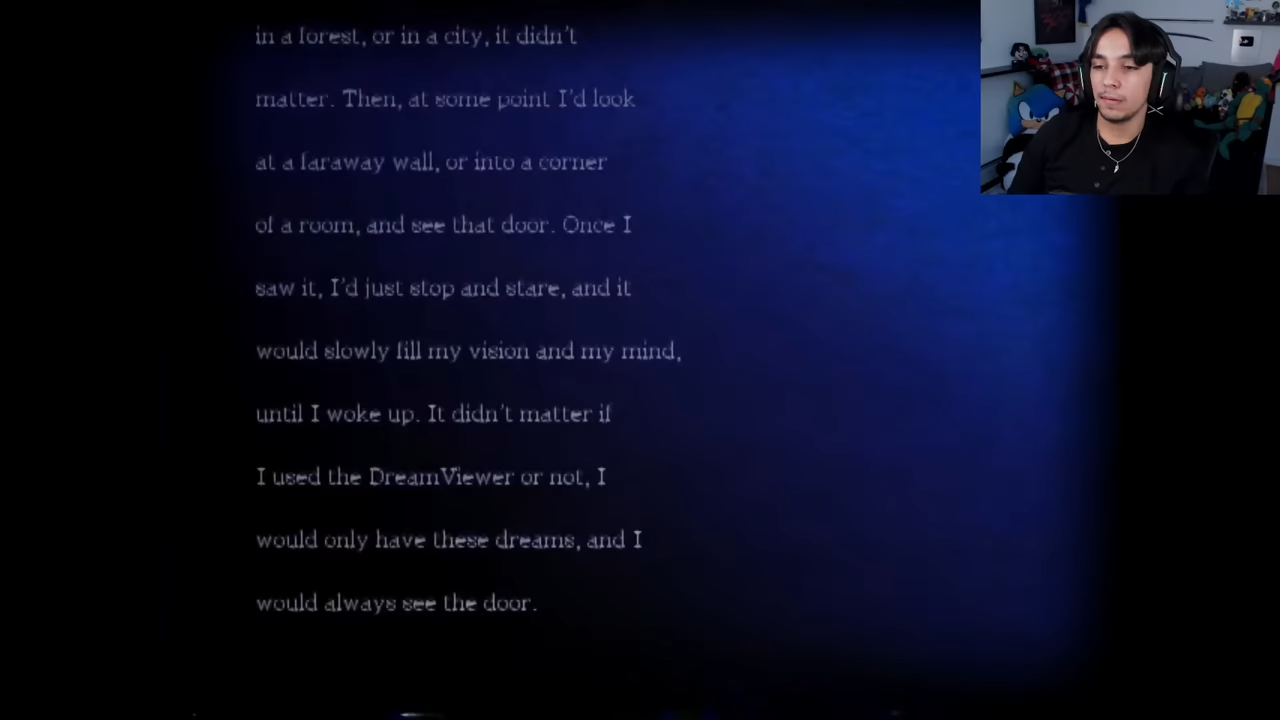 in a forest, or in a city, it didn't
matter. Then, at some point I'd look
at a faraway wall, or into a corner
of a room, and see that door. Once I
saw it, I'd just stop and stare, and it
would slowly fill my vision and my mind,
until I woke up. It didn't matter if
I used the DreamViewer or not, I
would only have these dreams, and I
would always see the door.